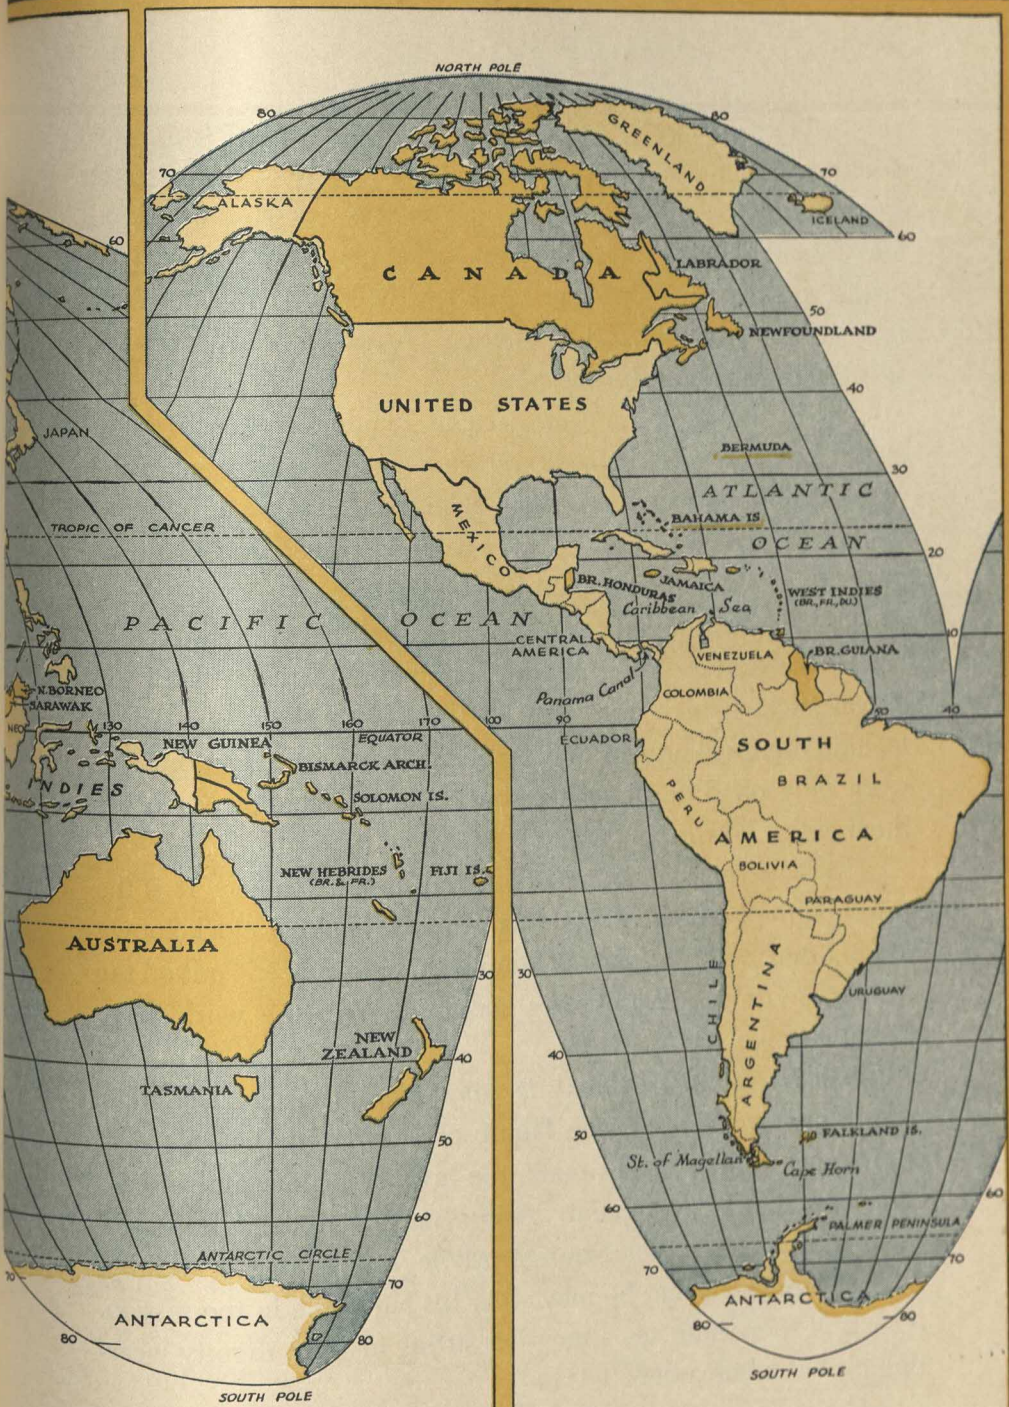 NORTH POLE
80
80
GREENLAND
70
70
ALASKA
ICELAND
60
60
LABRADOR
CANADA
50
NEWFOUNDLAND
40
UNITED STATES
JAPAN
BERMUDA
30
ATLANTIC
MEXICO
BAHAMA IS
TROPIC OF CANCER
OCEAN
20
BR. HONDURAS
JAMAICA
WEST INDIES
(BR., FR., DU.)
Caribbean Sea
PACIFIC OCEAN
10
CENTRAL
AMERICA
VENEZUELA
BR. GUIANA
N. BORNEO
SARAWAK
Panama Canal
COLOMBIA
50
40
NEO
130
140
150
160
170
100
90
EQUATOR
ECUADOR
NEW GUINEA
SOUTH
BISMARCK ARCH.
BRAZIL
INDIES
SOLOMON IS.
PERU
AMERICA
BOLIVIA
NEW HEBRIDES
(BR. & FR.)
FIJI IS.
PARAGUAY
AUSTRALIA
30
30
CHILE
ARGENTINA
URUGUAY
NEW
ZEALAND
40
40
TASMANIA
50
50
FALKLAND IS.
St. of Magellan
Cape Horn
60
60
60
PALMER PENINSULA
ANTARCTIC CIRCLE
70
70
70
70
ANTARCTICA
ANTARCTICA
80
80
80
80
SOUTH POLE
SOUTH POLE